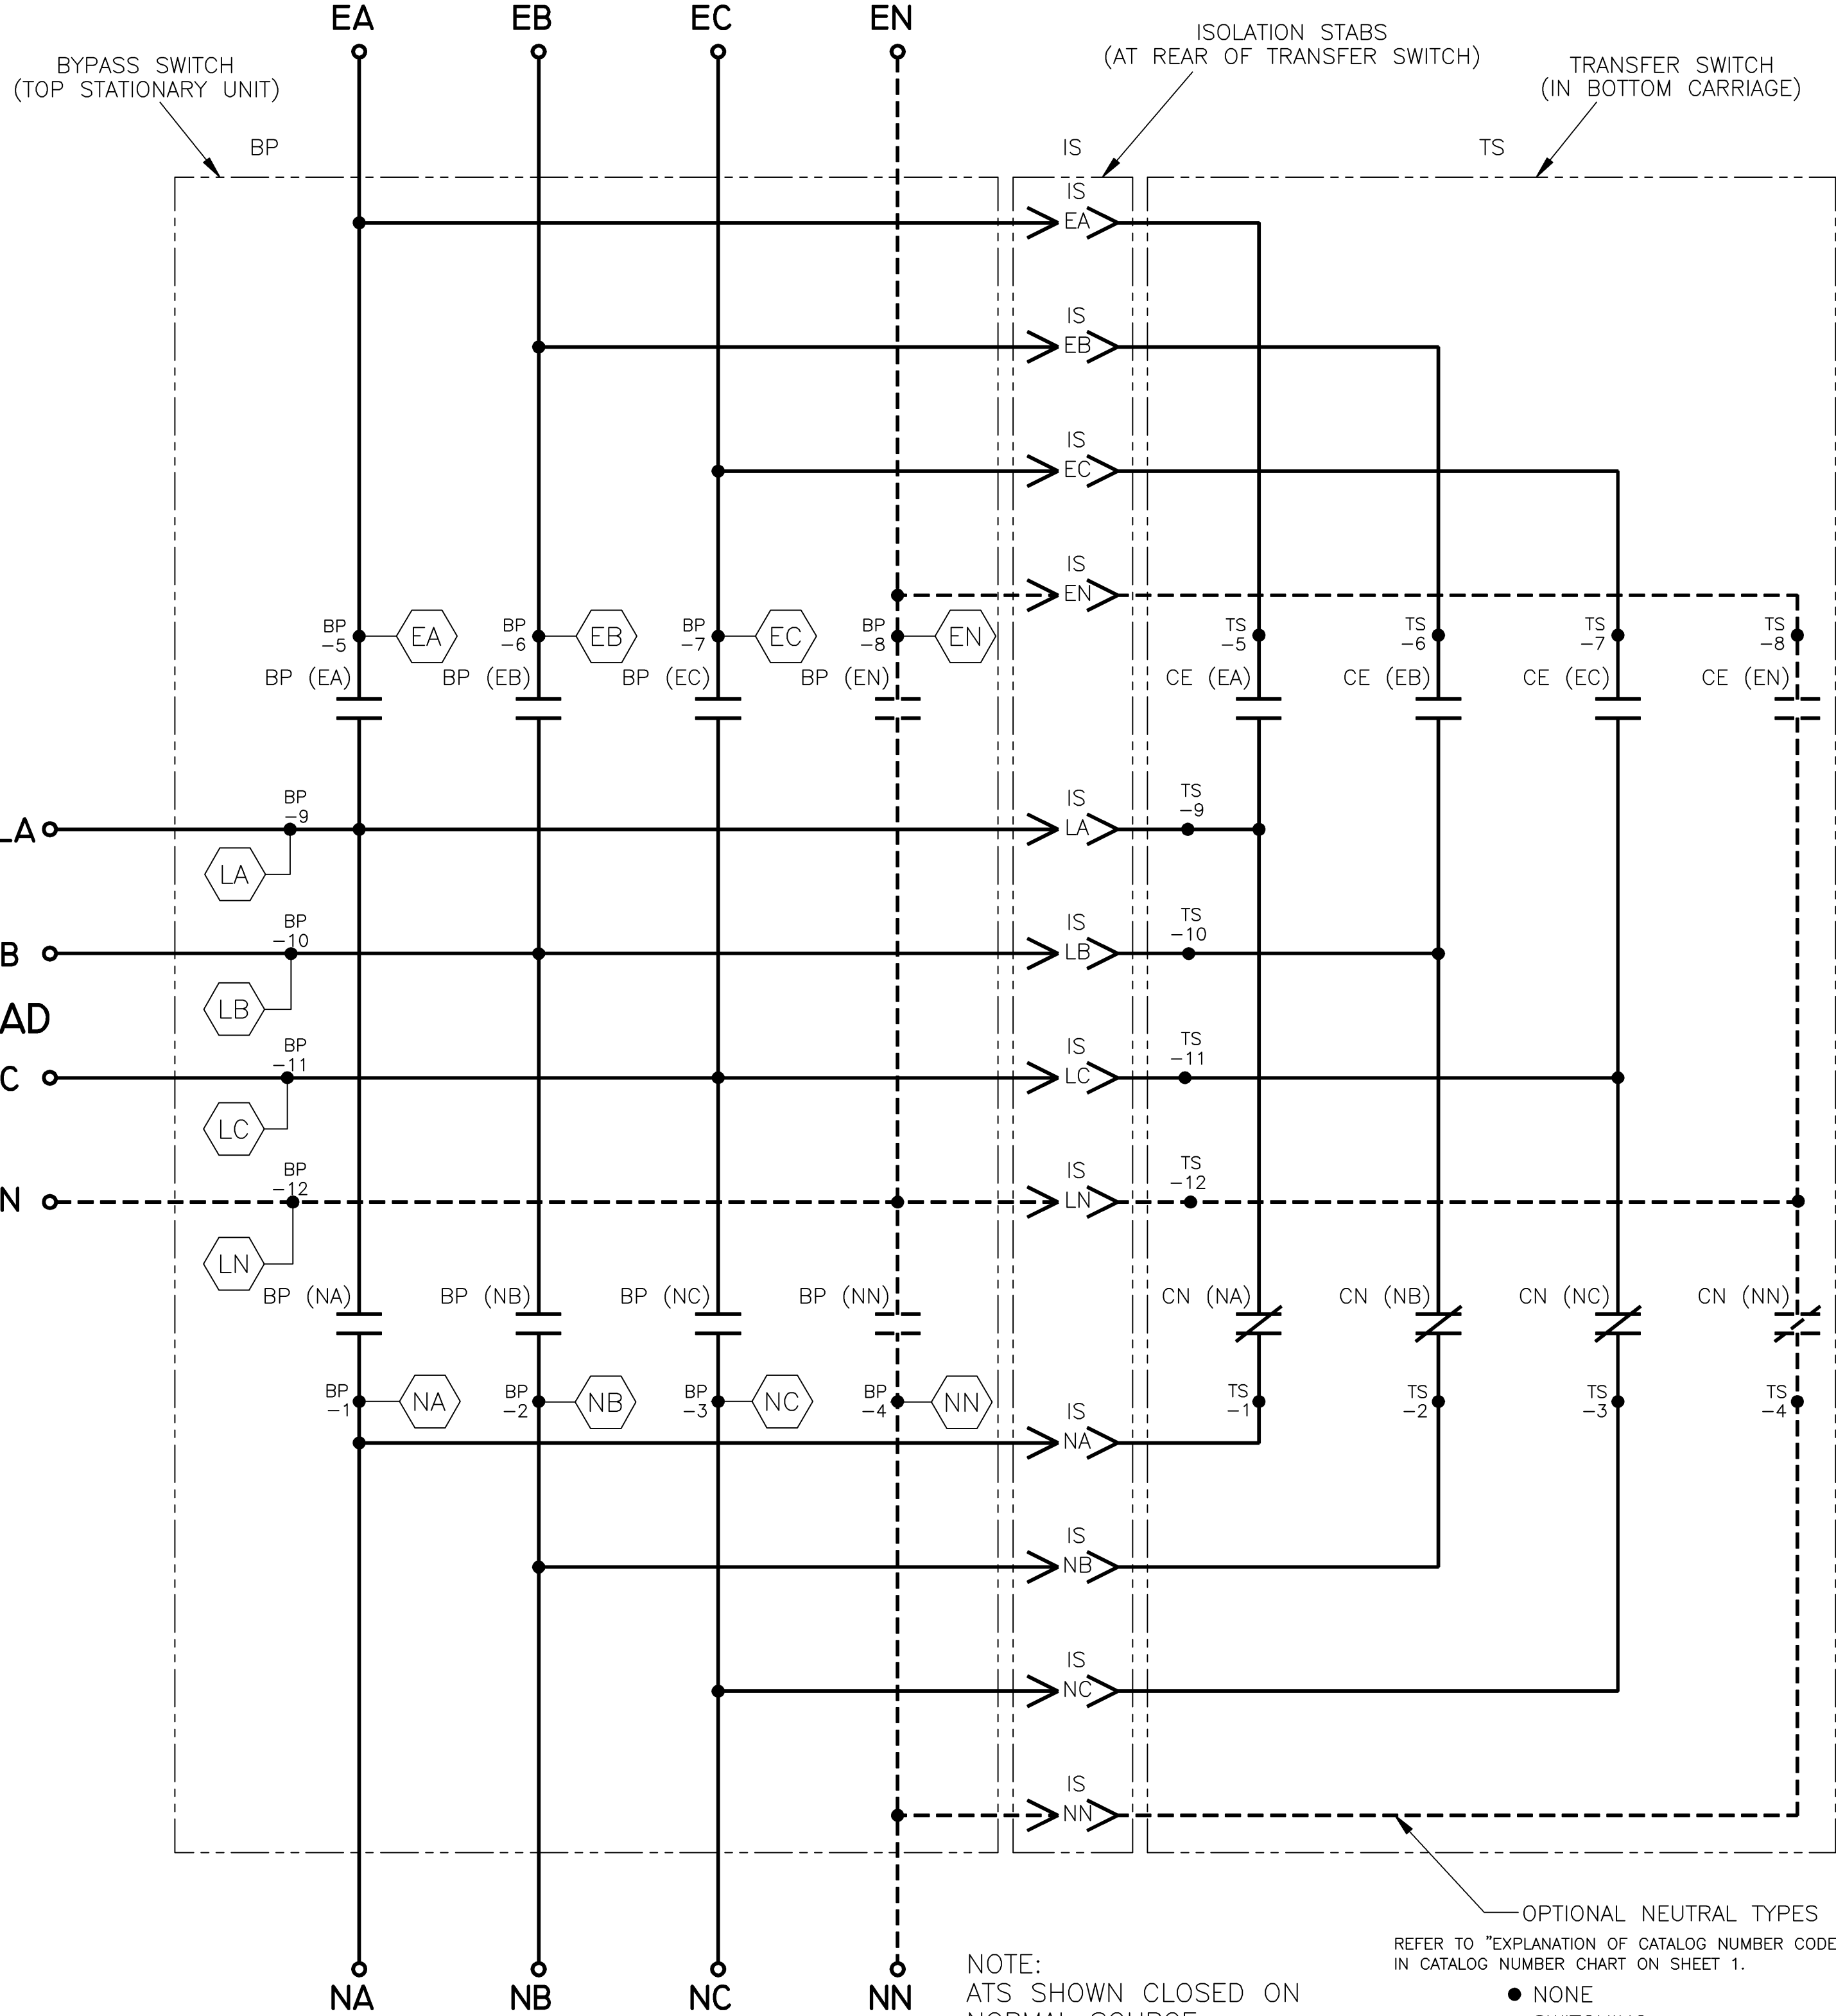 EA EB EC EN
ISOLATION STABS
(AT REAR OF TRANSFER SWITCH)
BYPASS SWITCH
(TOP STATIONARY UNIT)
TRANSFER SWITCH
(IN BOTTOM CARRIAGE)
BP IS TS
IS
EA
IS
EB
IS
EC
IS
EN
BP
-5
EA
BP
-6
EB
BP
-7
EC
BP
-8
EN
TS
-5
TS
-6
TS
-7
TS
-8
BP (EA) BP (EB) BP (EC) BP (EN) CE (EA) CE (EB) CE (EC) CE (EN)
LA
BP
-9
LA
IS
LA
TS
-9
B
BP
-10
LB
IS
LB
TS
-10
AD
C
BP
-11
LC
IS
LC
TS
-11
N
BP
-12
LN
IS
LN
TS
-12
BP (NA) BP (NB) BP (NC) BP (NN) CN (NA) CN (NB) CN (NC) CN (NN)
BP
-1
NA
BP
-2
NB
BP
-3
NC
BP
-4
NN
TS
-1
TS
-2
TS
-3
TS
-4
IS
NA
IS
NB
IS
NC
IS
NN
OPTIONAL NEUTRAL TYPES
REFER TO "EXPLANATION OF CATALOG NUMBER CODE
IN CATALOG NUMBER CHART ON SHEET 1.
● NONE
NOTE:
ATS SHOWN CLOSED ON
NORMAL SOURCE
NA NB NC NN